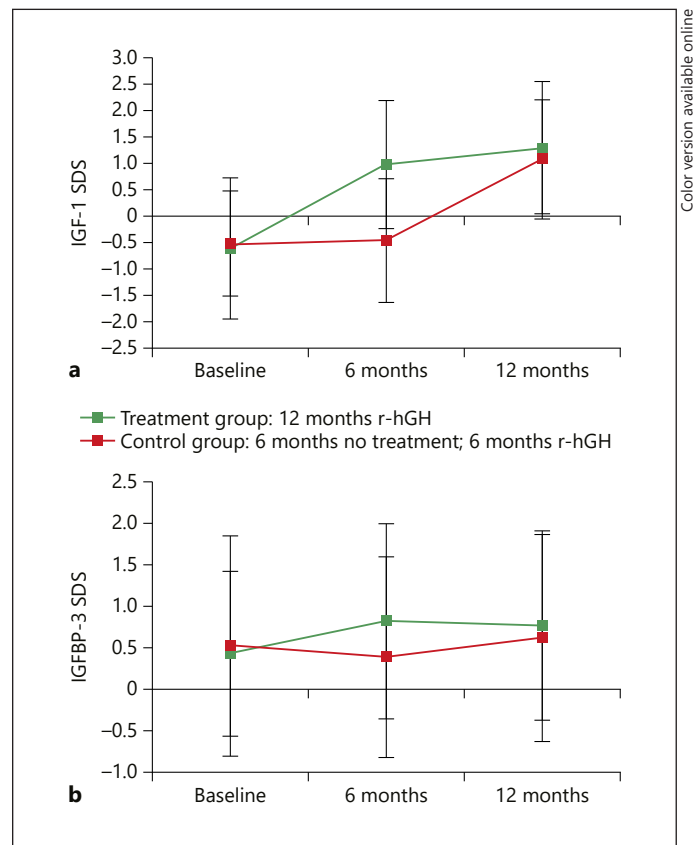 Color version available online
3.0
2.5
2.0
1.5
1.0
0.5
0
–0.5
–1.0
–1.5
–2.0
–2.5
IGF-1 SDS
Baseline 6 months 12 months
a
Treatment group: 12 months r-hGH
Control group: 6 months no treatment; 6 months r-hGH
2.5
2.0
1.5
1.0
0.5
0
–0.5
–1.0
IGFBP-3 SDS
Baseline 6 months 12 months
b